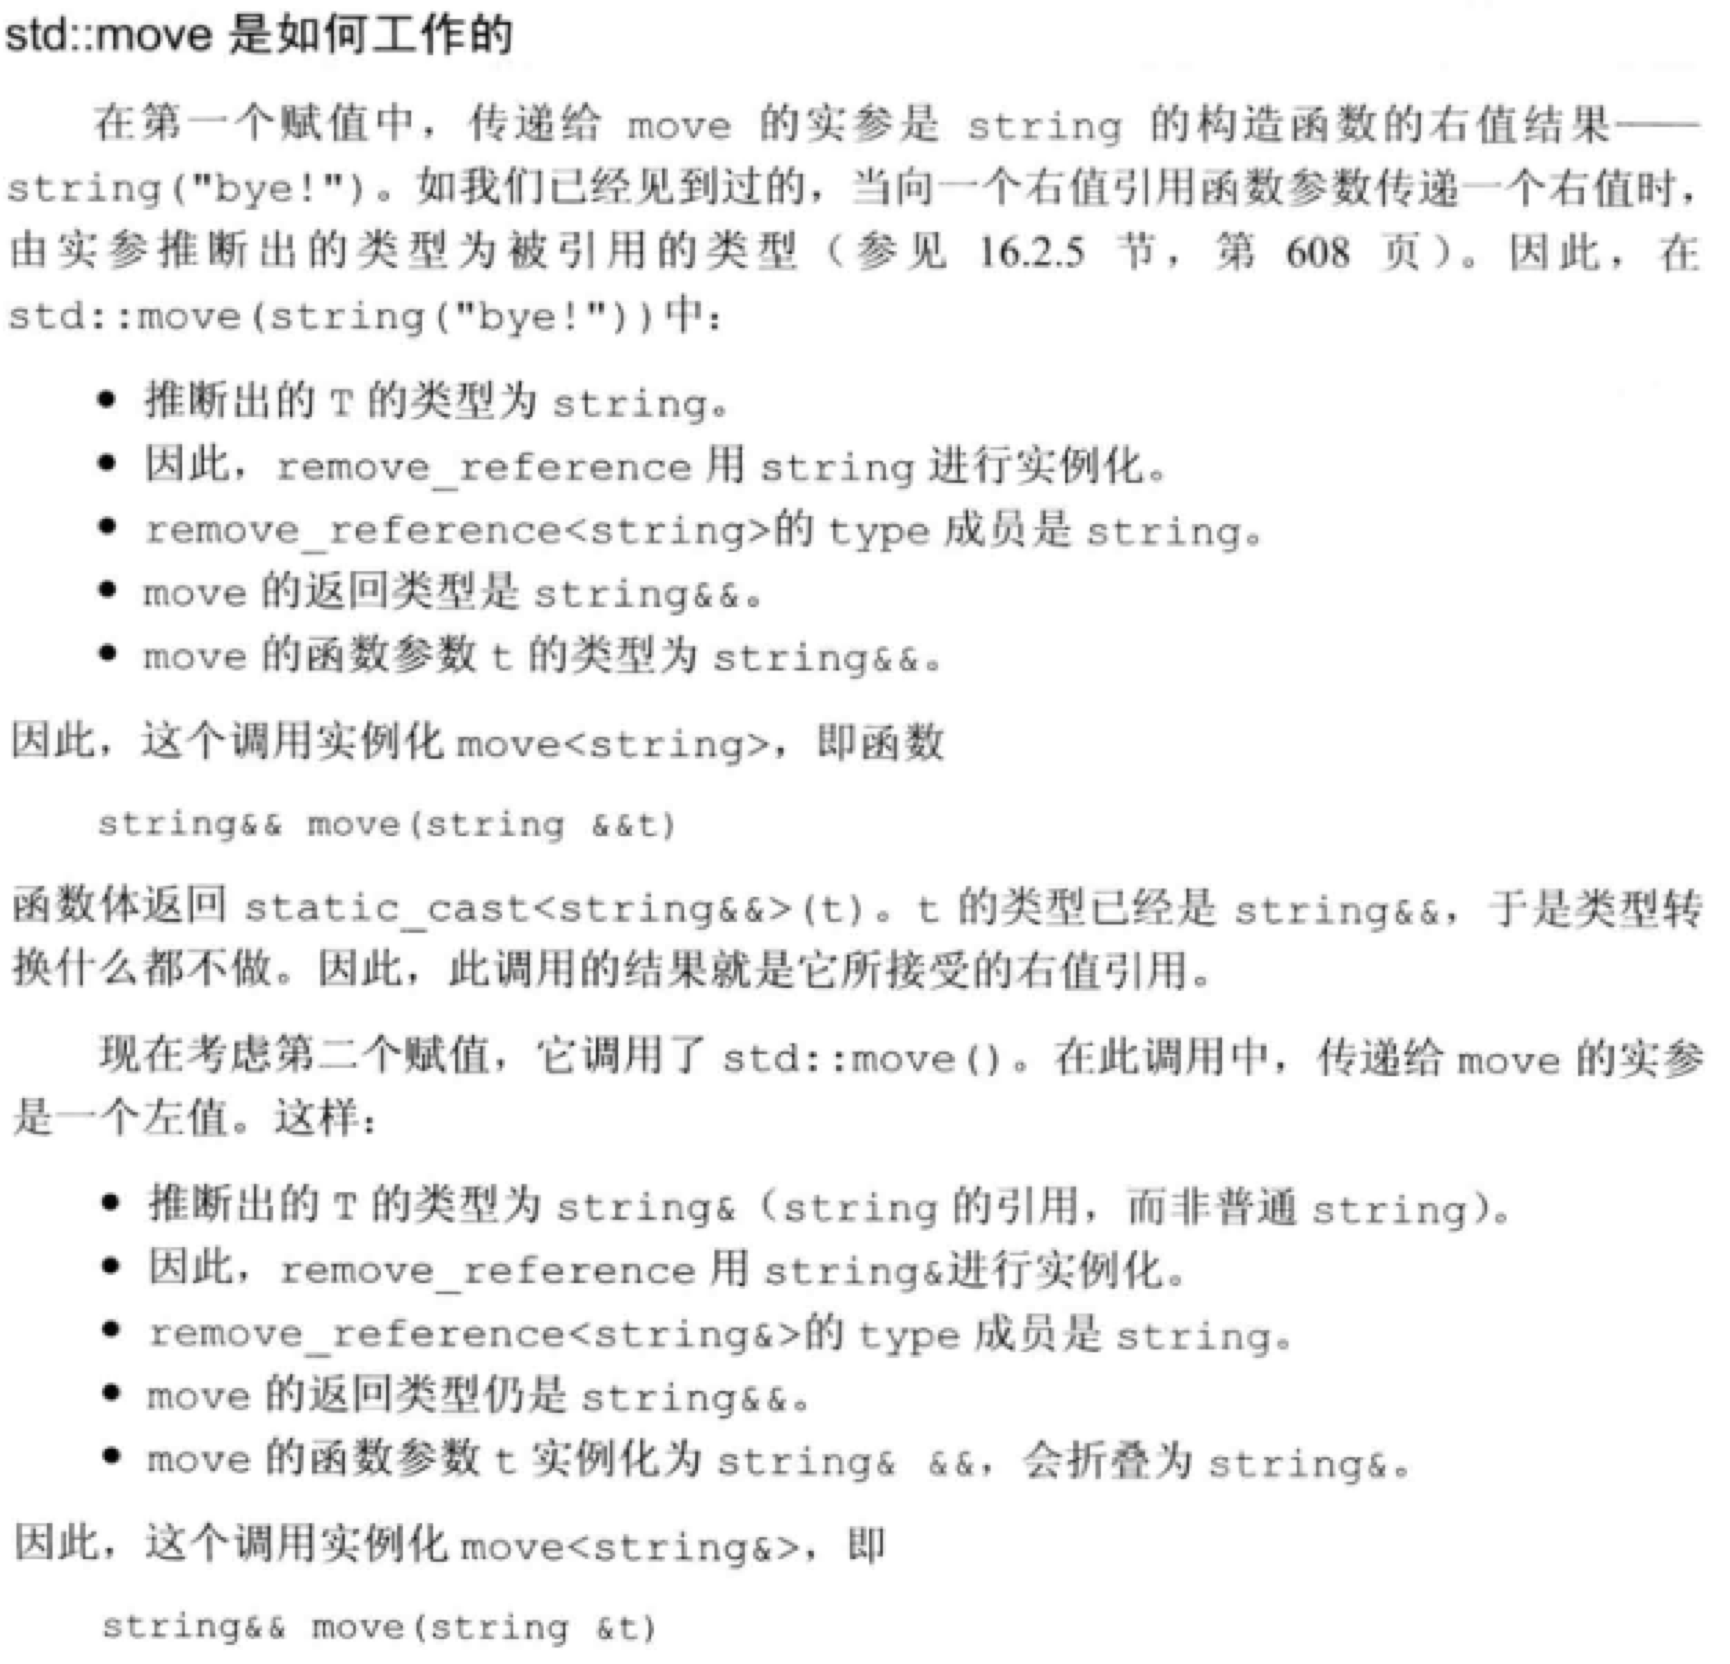 std::move 是如何工作的
在第一个赋值中，传递给 move 的实参是 string 的构造函数的右值结果——
string("bye!")。如我们已经见到过的，当向一个右值引用函数参数传递一个右值时，
由实参推断出的类型为被引用的类型（参见 16.2.5 节，第 608 页）。因此，在
std::move(string("bye!"))中：
● 推断出的 T 的类型为 string。
● 因此，remove_reference 用 string 进行实例化。
● remove_reference<string>的 type 成员是 string。
● move 的返回类型是 string&&。
● move 的函数参数 t 的类型为 string&&。
因此，这个调用实例化 move<string>，即函数
string&& move(string &&t)
函数体返回 static_cast<string&&>(t)。t 的类型已经是 string&&，于是类型转
换什么都不做。因此，此调用的结果就是它所接受的右值引用。
现在考虑第二个赋值，它调用了 std::move()。在此调用中，传递给 move 的实参
是一个左值。这样：
● 推断出的 T 的类型为 string&（string 的引用，而非普通 string）。
● 因此，remove_reference 用 string&进行实例化。
● remove_reference<string&>的 type 成员是 string。
● move 的返回类型仍是 string&&。
● move 的函数参数 t 实例化为 string& &&，会折叠为 string&。
因此，这个调用实例化 move<string&>，即
string&& move(string &t)